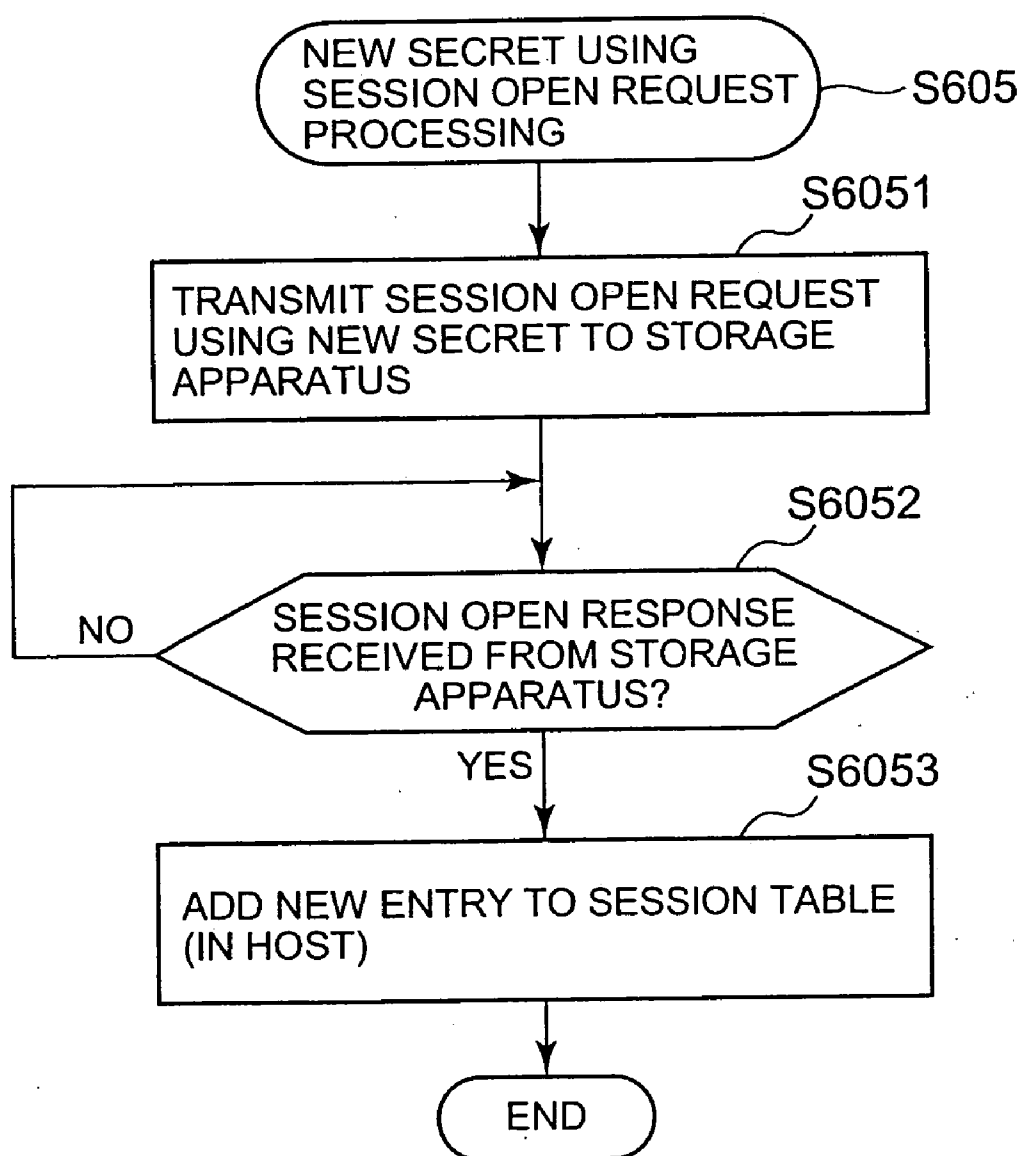 NEW SECRET USING
SESSION OPEN REQUEST
PROCESSING
S605
S6051
TRANSMIT SESSION OPEN REQUEST
USING NEW SECRET TO STORAGE
APPARATUS
S6052
NO
SESSION OPEN RESPONSE
RECEIVED FROM STORAGE
APPARATUS?
YES
S6053
ADD NEW ENTRY TO SESSION TABLE
(IN HOST)
END